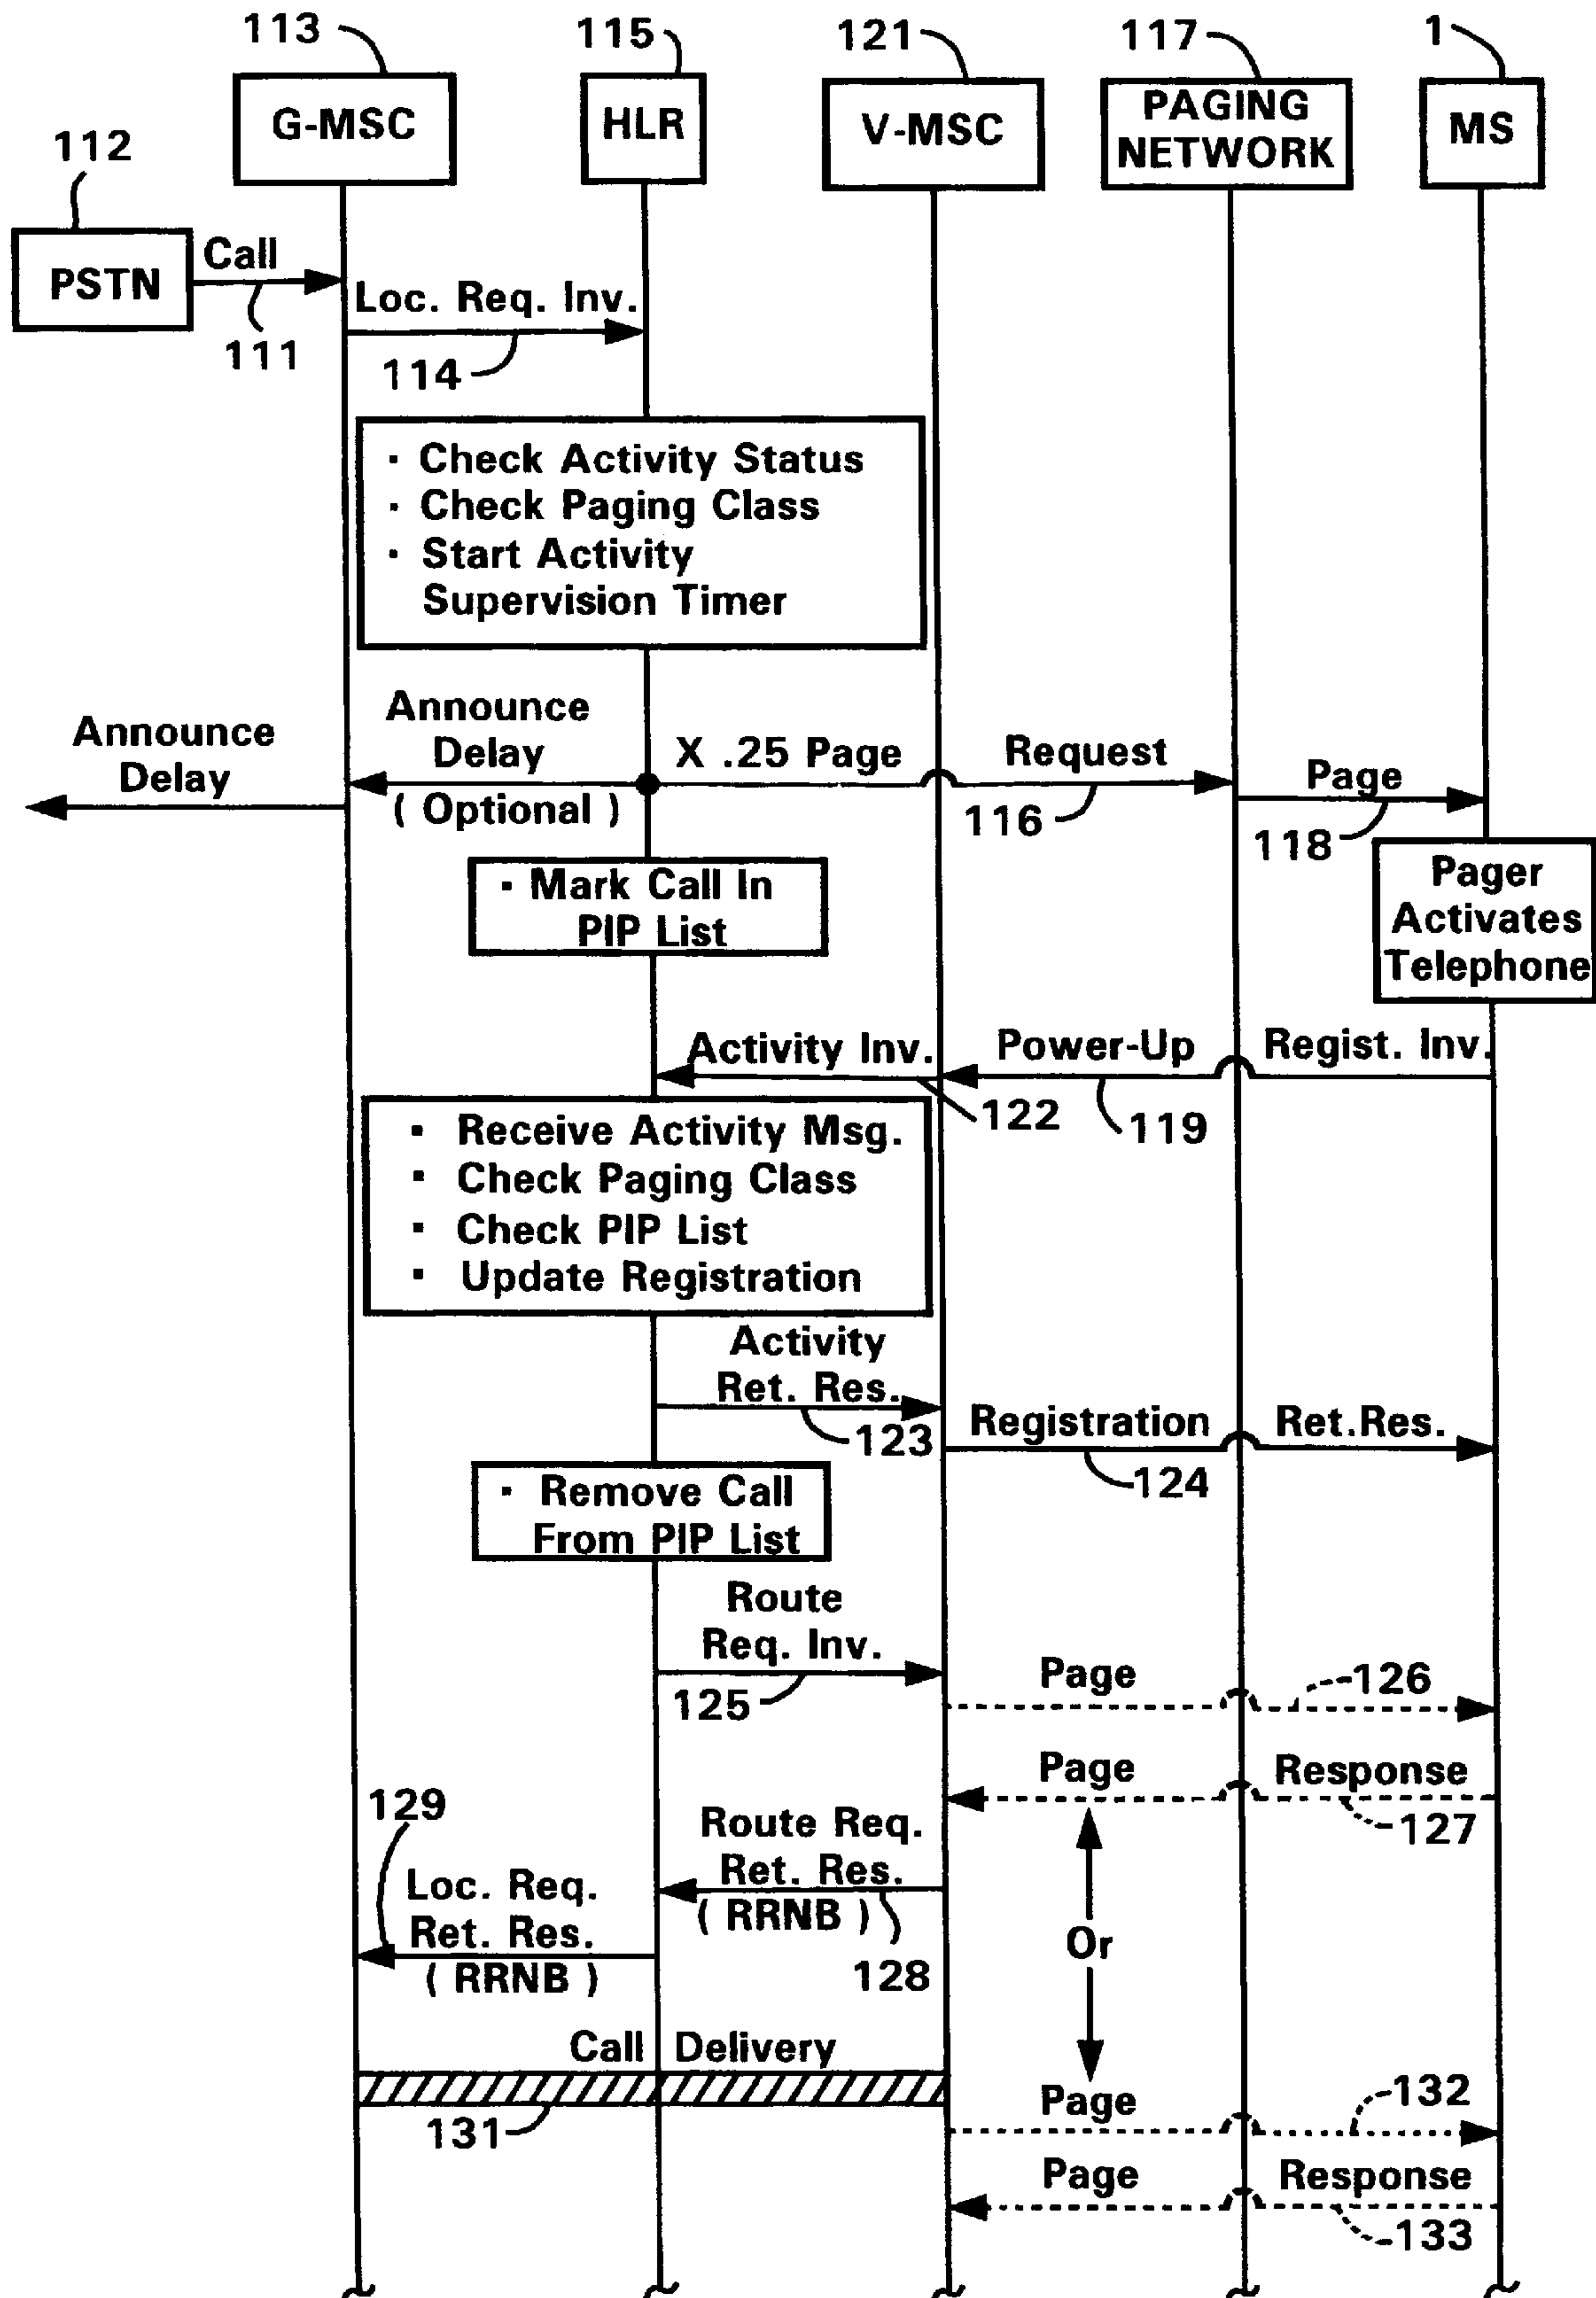 113
115
121
117
1
G-MSC
HLR
V-MSC
PAGING
NETWORK
MS
112
PSTN
Call
111
Loc. Req. Inv.
114
· Check Activity Status
· Check Paging Class
· Start Activity
Supervision Timer
Announce
Delay
Announce
Delay
( Optional )
X .25 Page Request
116
Page
118
· Mark Call In
PIP List
Pager
Activates
Telephone
Activity Inv.
122
Power-Up Regist. Inv.
119
· Receive Activity Msg.
· Check Paging Class
· Check PIP List
· Update Registration
Activity
Ret. Res.
123
Registration Ret.Res.
124
· Remove Call
From PIP List
Route
Req. Inv.
125
Page
126
Page Response
127
129
Route Req.
Ret. Res.
( RRNB )
128
Loc. Req.
Ret. Res.
( RRNB )
Or
Call Delivery
131
Page
132
Page Response
133